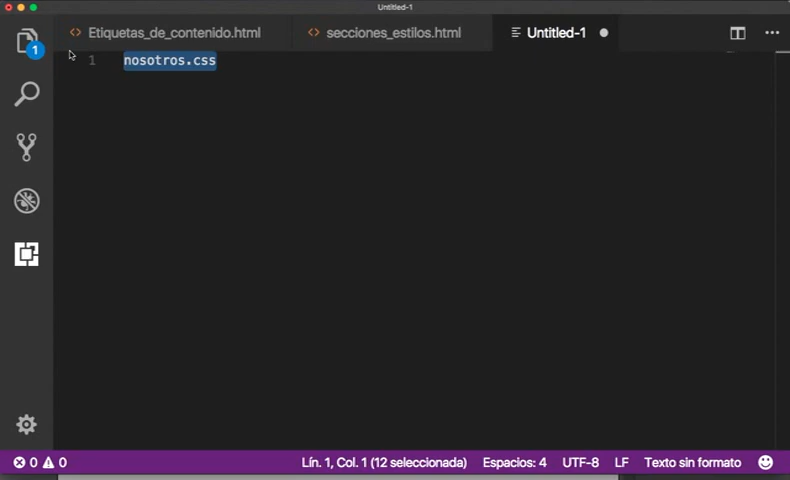 Untitled-1
<> Etiquetas_de_contenido.html <> secciones_estilos.html Untitled-1
1 nosotros.css
1
0 0 Lín. 1, Col. 1 (12 seleccionada) Espacios: 4 UTF-8 LF Texto sin formato